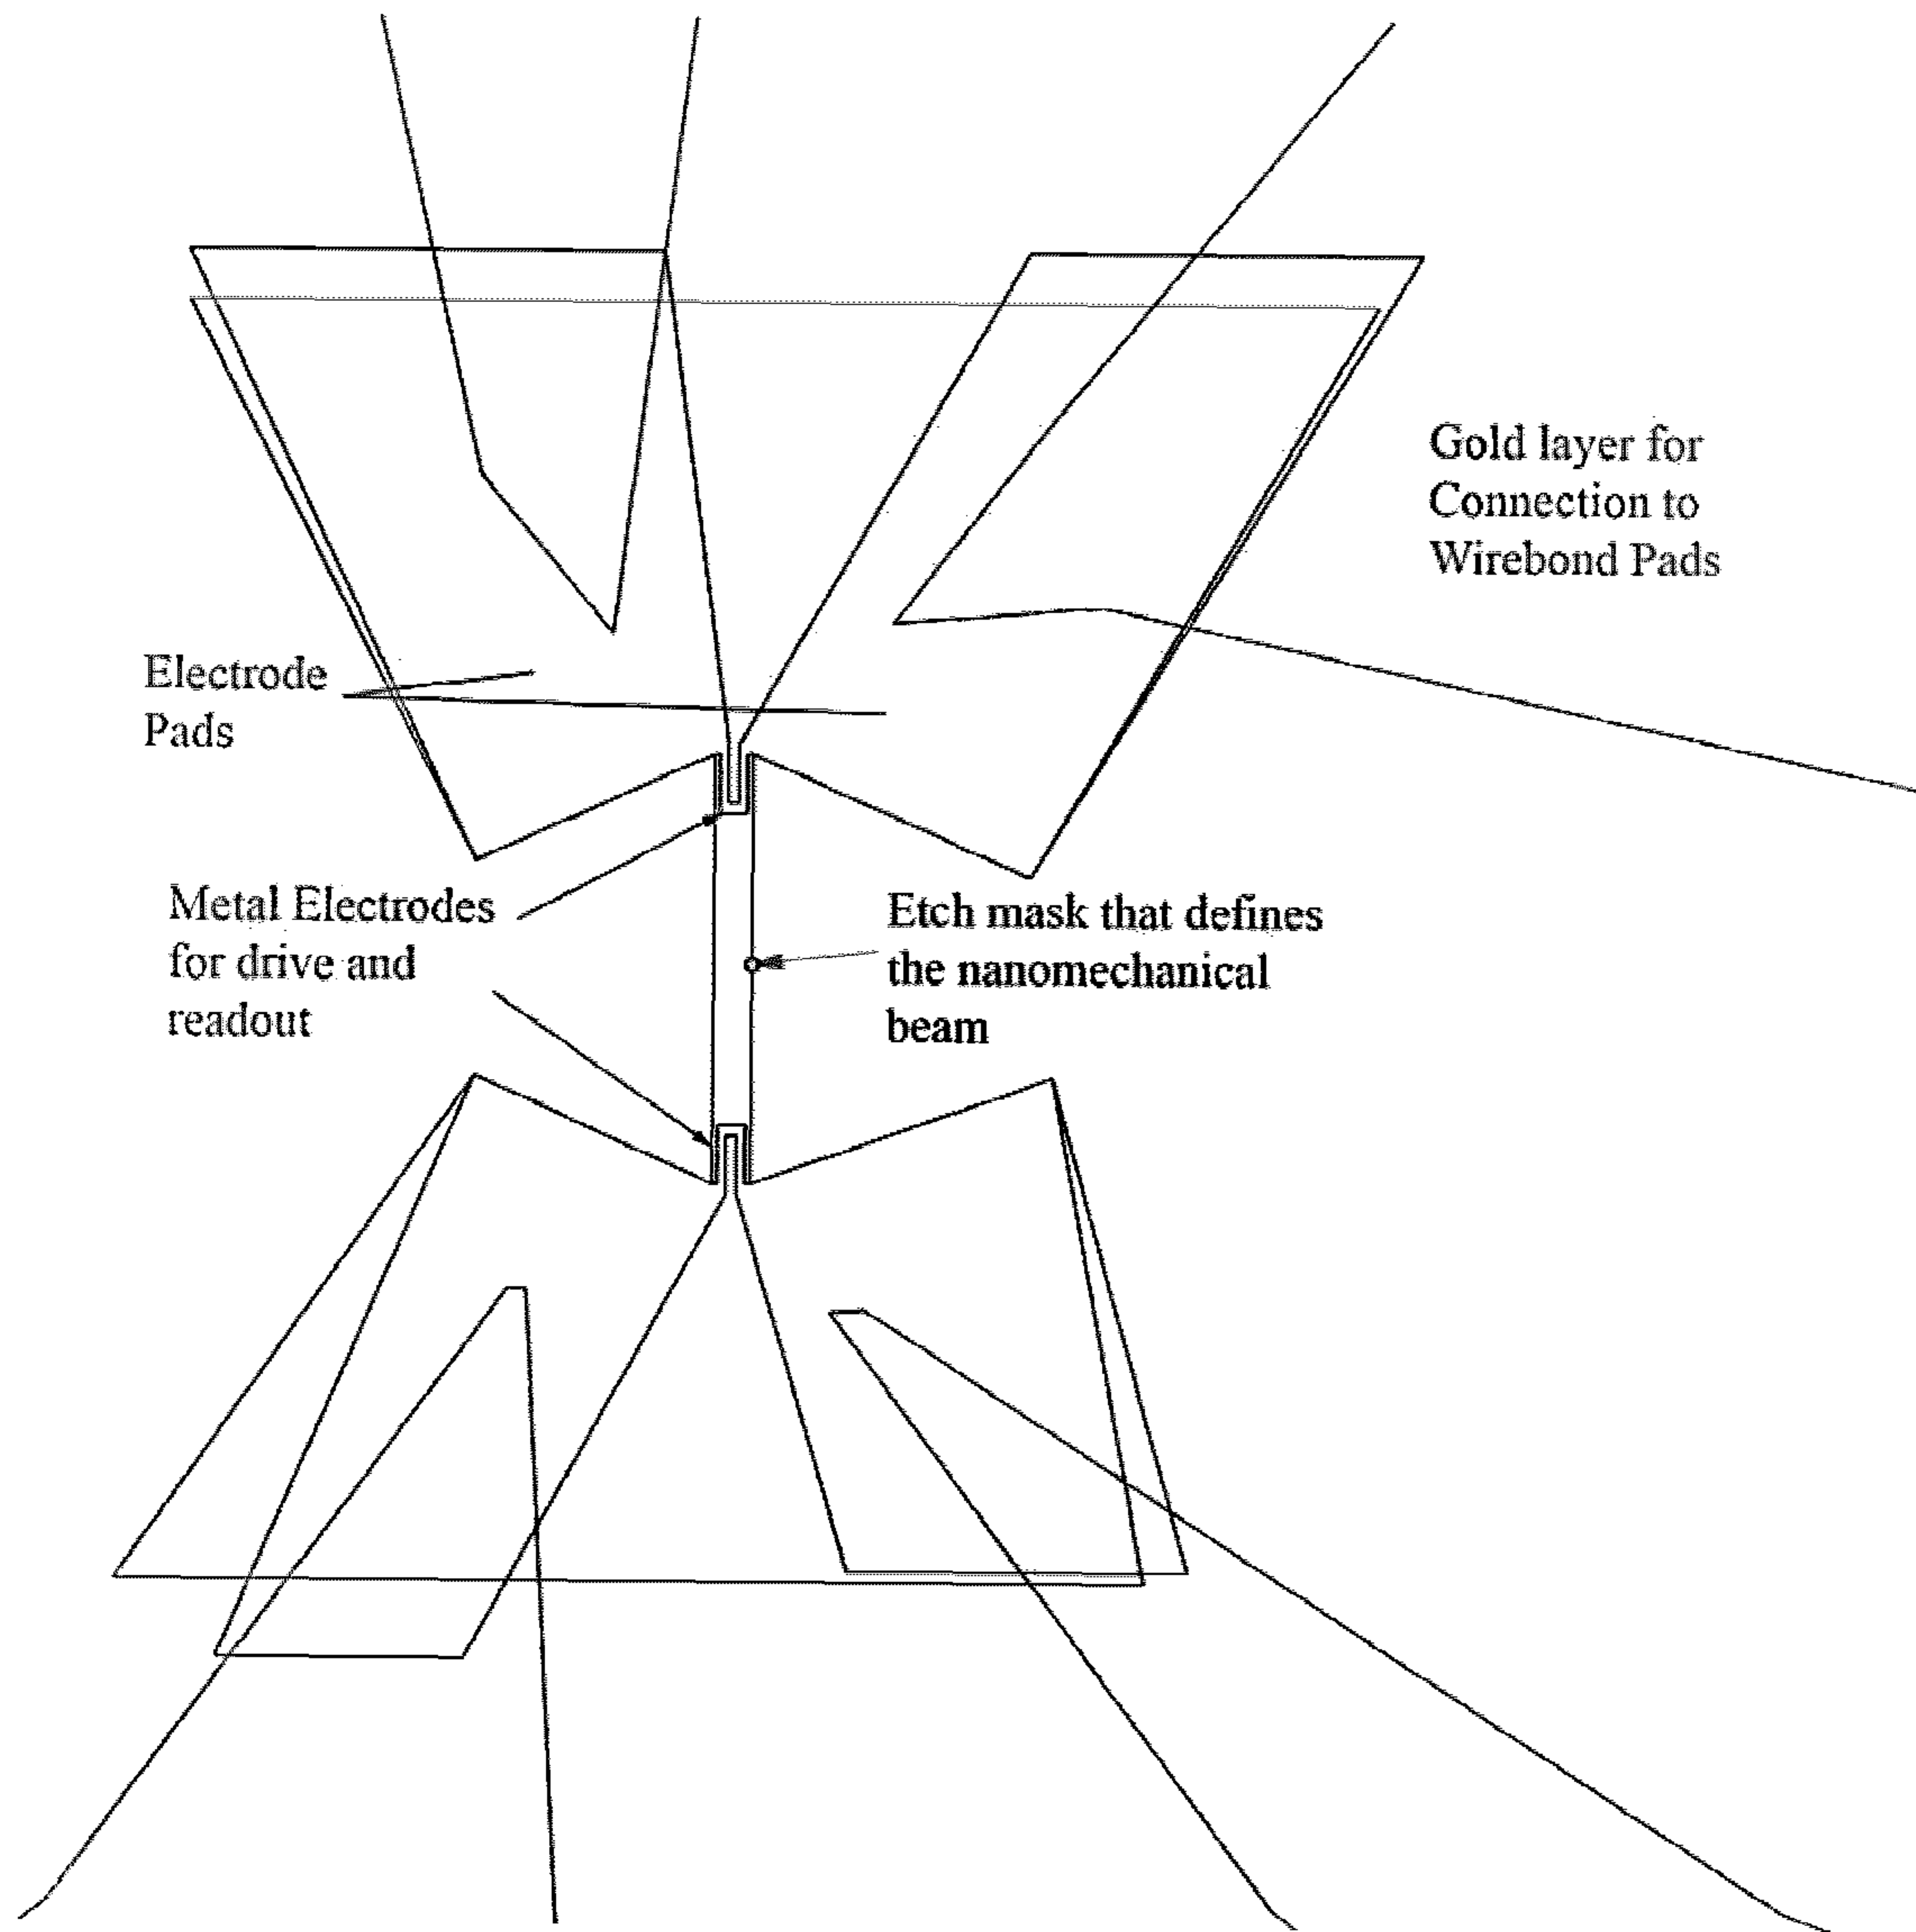 Gold layer for
Connection to
Wirebond Pads
Electrode
Pads
Metal Electrodes
for drive and
readout
Etch mask that defines
the nanomechanical
beam